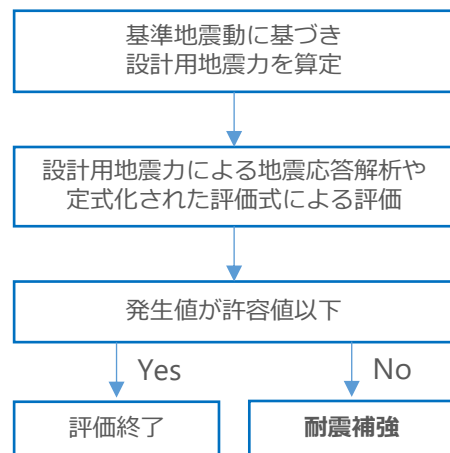 基準地震動に基づき
設計用地震力を算定
設計用地震力による地震応答解析や
定式化された評価式による評価
発生値が許容値以下
Yes
No
評価終了
耐震補強